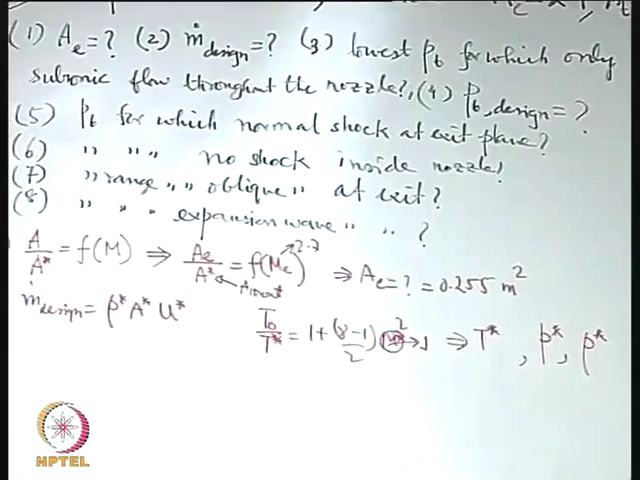 (1) Ae = ? (2) ṁdesign = ? (3) lowest pb for which only
subsonic flow throughout the nozzle?, (4) pb,design = ?
(5) pb for which normal shock at exit plane?
(6) " " " no shock inside nozzle?
(7) " range " " oblique " at exit?
(8) " " " expansion wave " " ?
A/A* = f(M) ⇒ Ae/A* = f(Me) 2.7 ⇒ Ae = ? = 0.255 m²
ṁdesign = ρ* A* u*
T0/T* = 1 + (γ-1)/2 M*² → 1 ⇒ T*, p*, ρ*
NPTEL